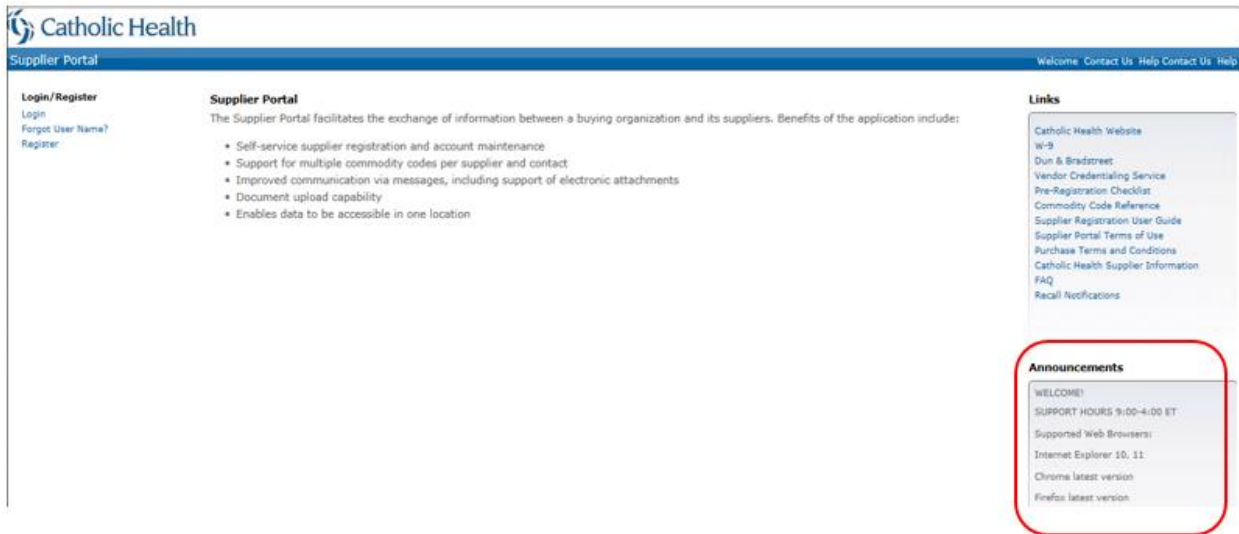 Catholic Health
Supplier Portal
Welcome Contact Us Help Contact Us Help
Login/Register
Login
Forgot User Name?
Register
Supplier Portal
The Supplier Portal facilitates the exchange of information between a buying organization and its suppliers. Benefits of the application include:
• Self-service supplier registration and account maintenance
• Support for multiple commodity codes per supplier and contact
• Improved communication via messages, including support of electronic attachments
• Document upload capability
• Enables data to be accessible in one location
Links
Catholic Health Website
W-9
Dun & Bradstreet
Vendor Credentialing Service
Pre-Registration Checklist
Commodity Code Reference
Supplier Registration User Guide
Supplier Portal Terms of Use
Purchase Terms and Conditions
Catholic Health Supplier Information
FAQ
Recall Notifications
Announcements
WELCOME!
SUPPORT HOURS 9:00-4:00 ET
Supported Web Browsers:
Internet Explorer 10, 11
Chrome latest version
Firefox latest version